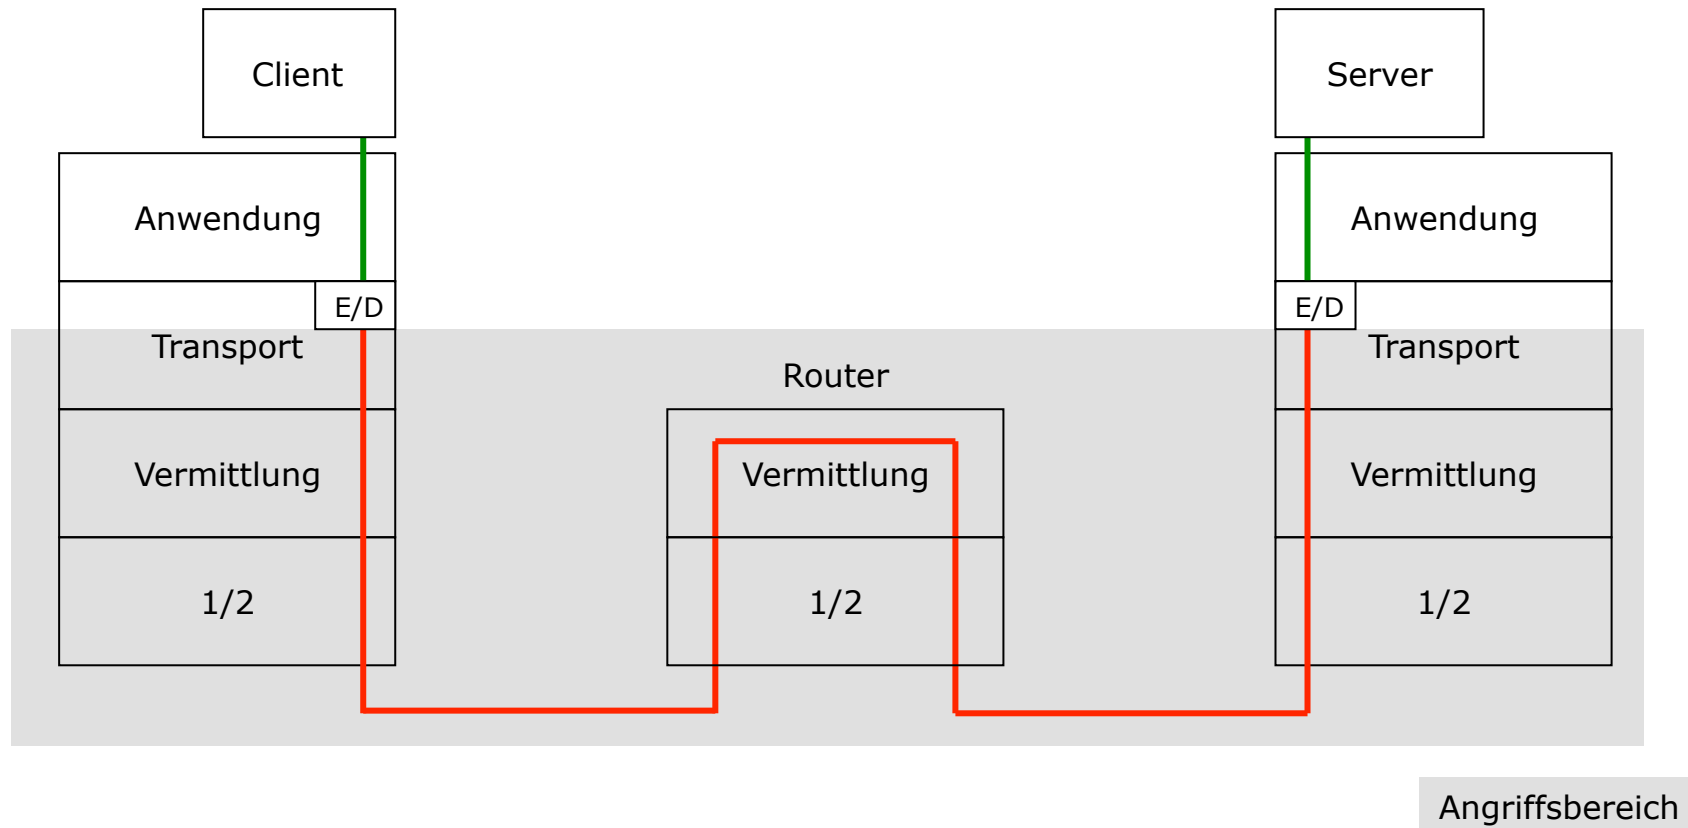 Client
Server
Anwendung
Anwendung
E/D
E/D
Transport
Transport
Router
Vermittlung
Vermittlung
Vermittlung
1/2
1/2
1/2
Angriffsbereich